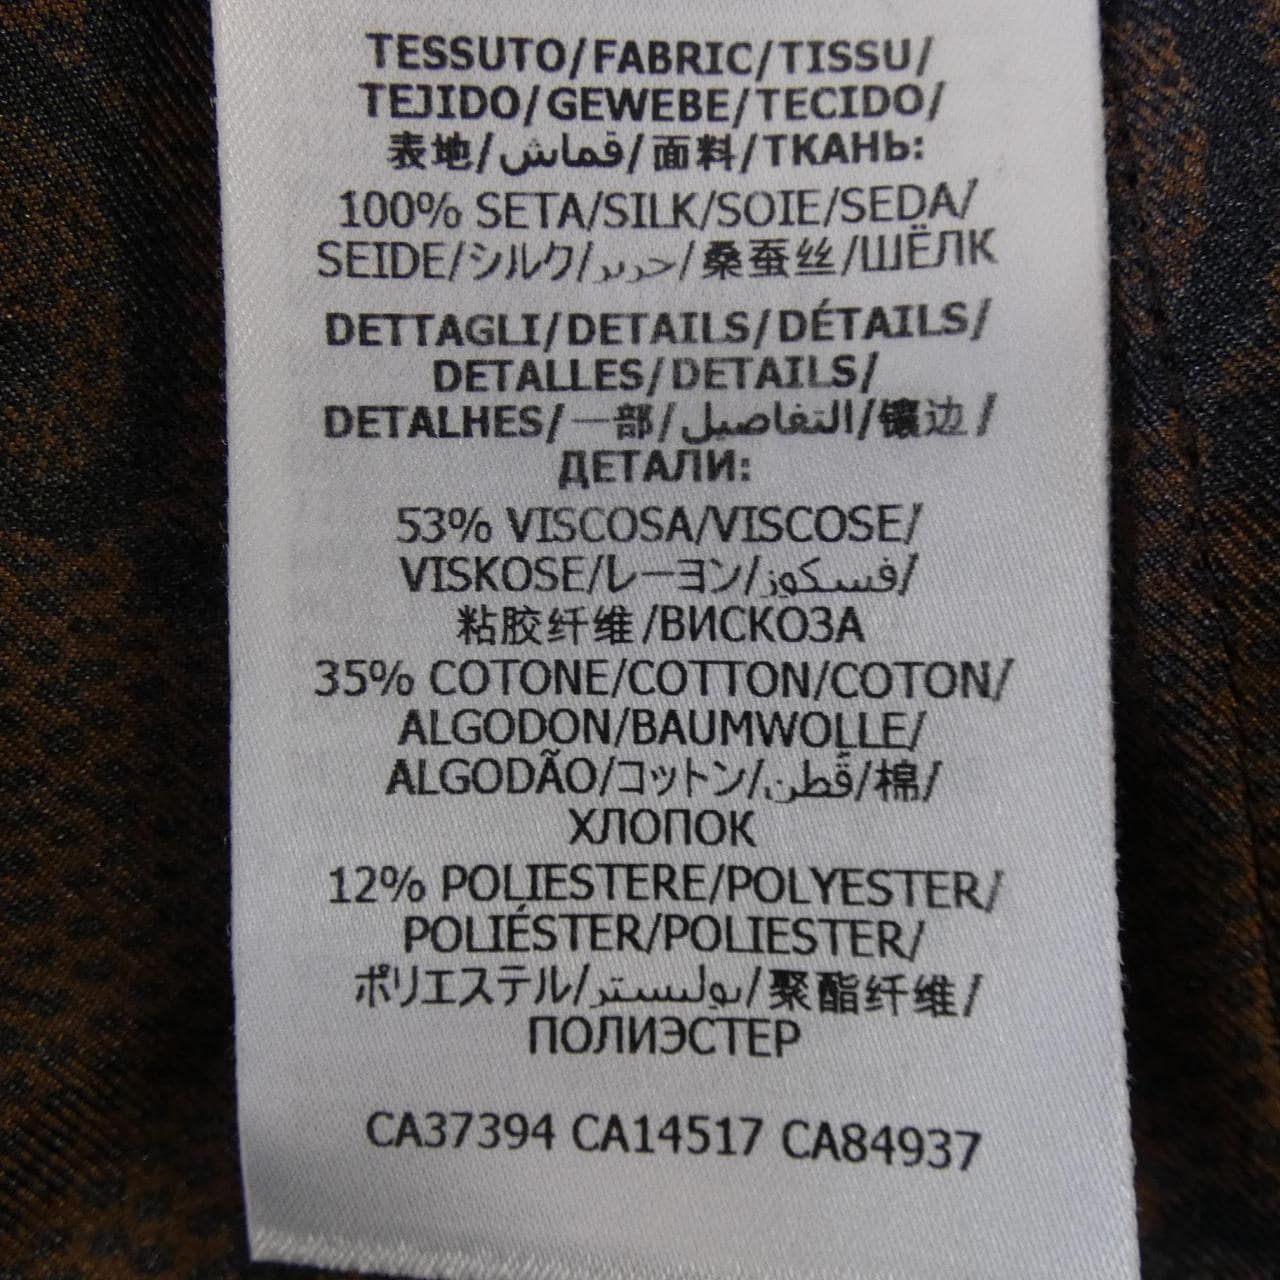 TESSUTO/FABRIC/TISSU/
TEJIDO/GEWEBE/TECIDO/
表地/قماش/面料/ТКАНЬ:
100% SETA/SILK/SOIE/SEDA/
SEIDE/シルク/حرير/桑蚕丝/ШЁЛК
DETTAGLI/DETAILS/DÉTAILS/
DETALLES/DETAILS/
DETALHES/一部/التفاصيل/镶边/
ДЕТАЛИ:
53% VISCOSA/VISCOSE/
VISKOSE/レーヨン/فسكوز/
粘胶纤维/ВИСКОЗА
35% COTONE/COTTON/COTON/
ALGODON/BAUMWOLLE/
ALGODÃO/コットン/قُطن/棉/
ХЛОПОК
12% POLIESTERE/POLYESTER/
POLIÉSTER/POLIESTER/
ポリエステル/بوليستر/聚酯纤维/
ПОЛИЭСТЕР
CA37394 CA14517 CA84937